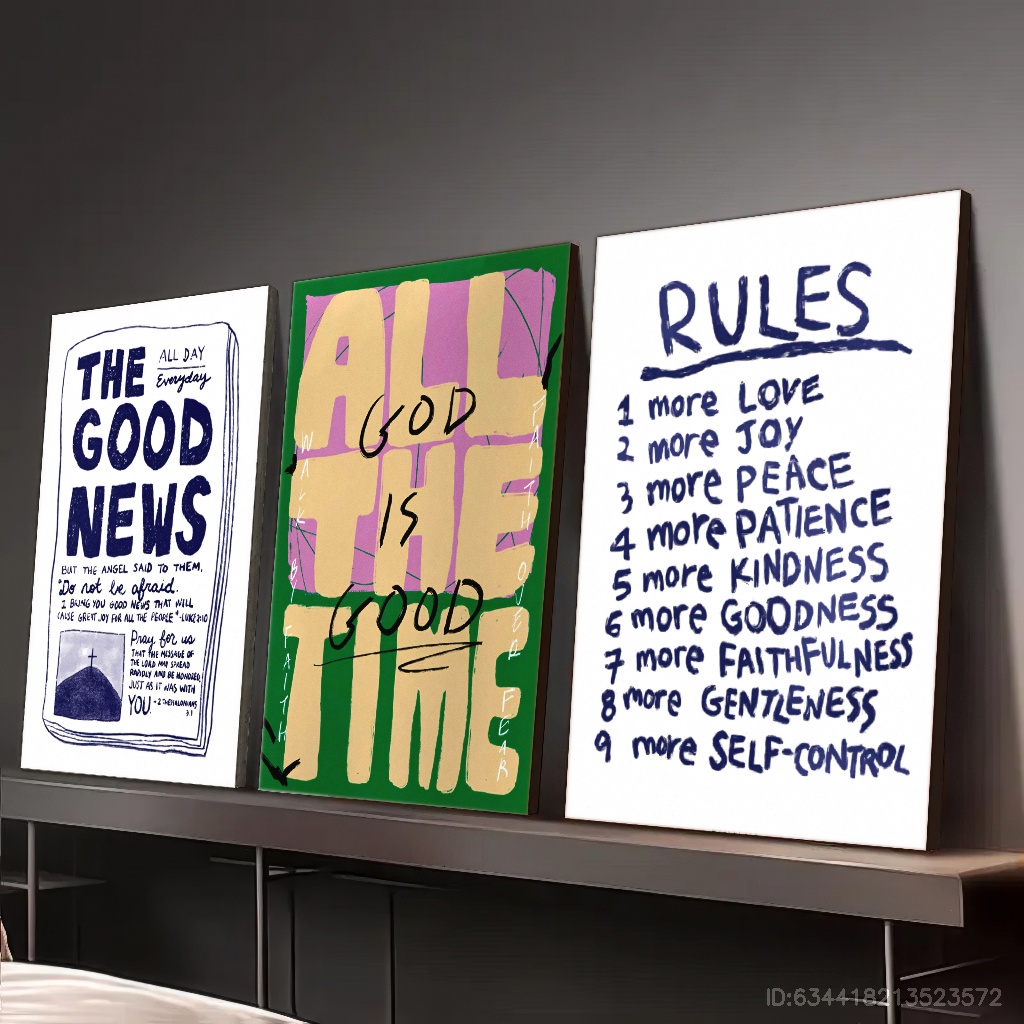 THE
GOOD
NEWS
ALL DAY
Everyday
BUT THE ANGEL SAID TO THEM,
"Do not be afraid.
I BRING YOU GOOD NEWS THAT WILL
CAUSE GREAT JOY FOR ALL THE PEOPLE" -LUKE 2:10
Pray for us
THAT THE MESSAGE OF
THE LORD MAY SPREAD
RAPIDLY AND BE HONORED,
JUST AS IT WAS WITH
YOU. -2 THESSALONIANS
3:1
ALL
THE
TIME
GOD
IS
GOOD
WALK BY FAITH
FAITH OVER FEAR
RULES
1 more LOVE
2 more JOY
3 more PEACE
4 more PATIENCE
5 more KINDNESS
6 more GOODNESS
7 more FAITHFULNESS
8 more GENTLENESS
9 more SELF-CONTROL
ID:634418213523572